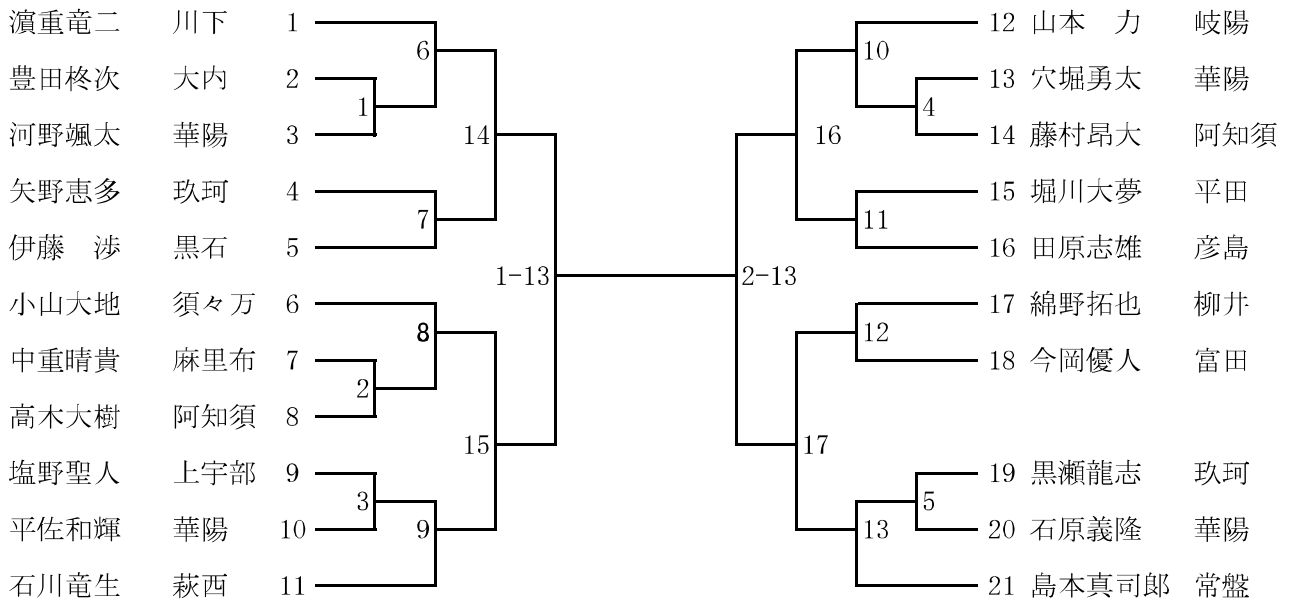 濵重竜二 川下 1
6
豊田柊次 大内 2
1
河野颯太 華陽 3
14
矢野恵多 玖珂 4
7
伊藤 渉 黒石 5
1-13
小山大地 須々万 6
8
中重晴貴 麻里布 7
2
高木大樹 阿知須 8
15
塩野聖人 上宇部 9
3
平佐和輝 華陽 10
9
石川竜生 萩西 11
12 山本 力 岐陽
10
13 穴堀勇太 華陽
4
14 藤村昂大 阿知須
16
15 堀川大夢 平田
11
16 田原志雄 彦島
2-13
17 綿野拓也 柳井
12
18 今岡優人 富田
17
19 黒瀬龍志 玖珂
5
20 石原義隆 華陽
13
21 島本真司郎 常盤